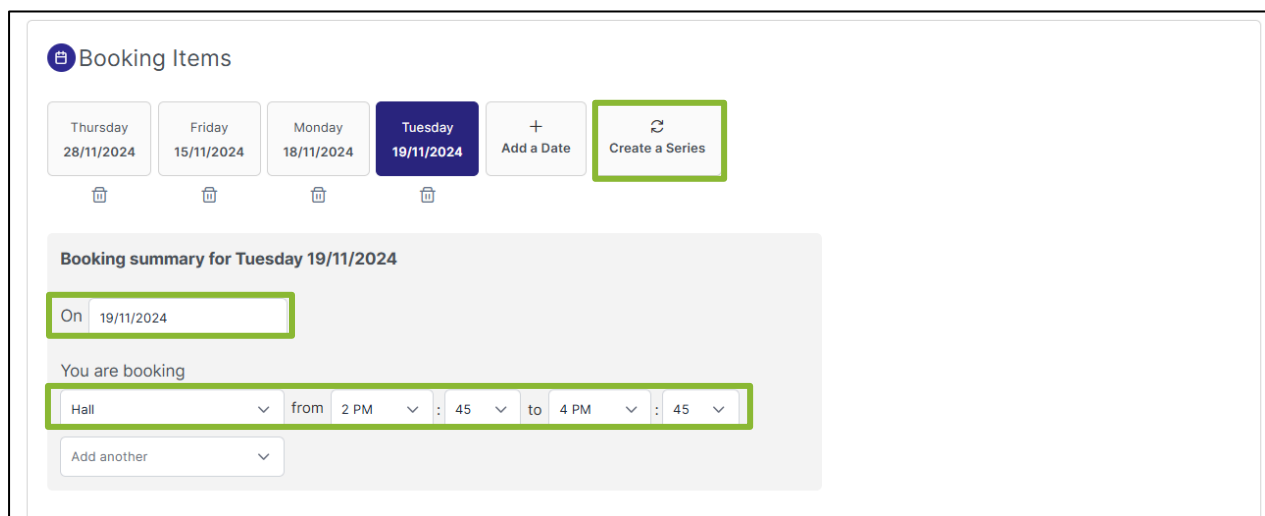 Booking Items
Thursday Friday Monday Tuesday + Add a Date Create a Series
28/11/2024 15/11/2024 18/11/2024 19/11/2024
Booking summary for Tuesday 19/11/2024
On 19/11/2024
You are booking
Hall from 2 PM : 45 to 4 PM : 45
Add another